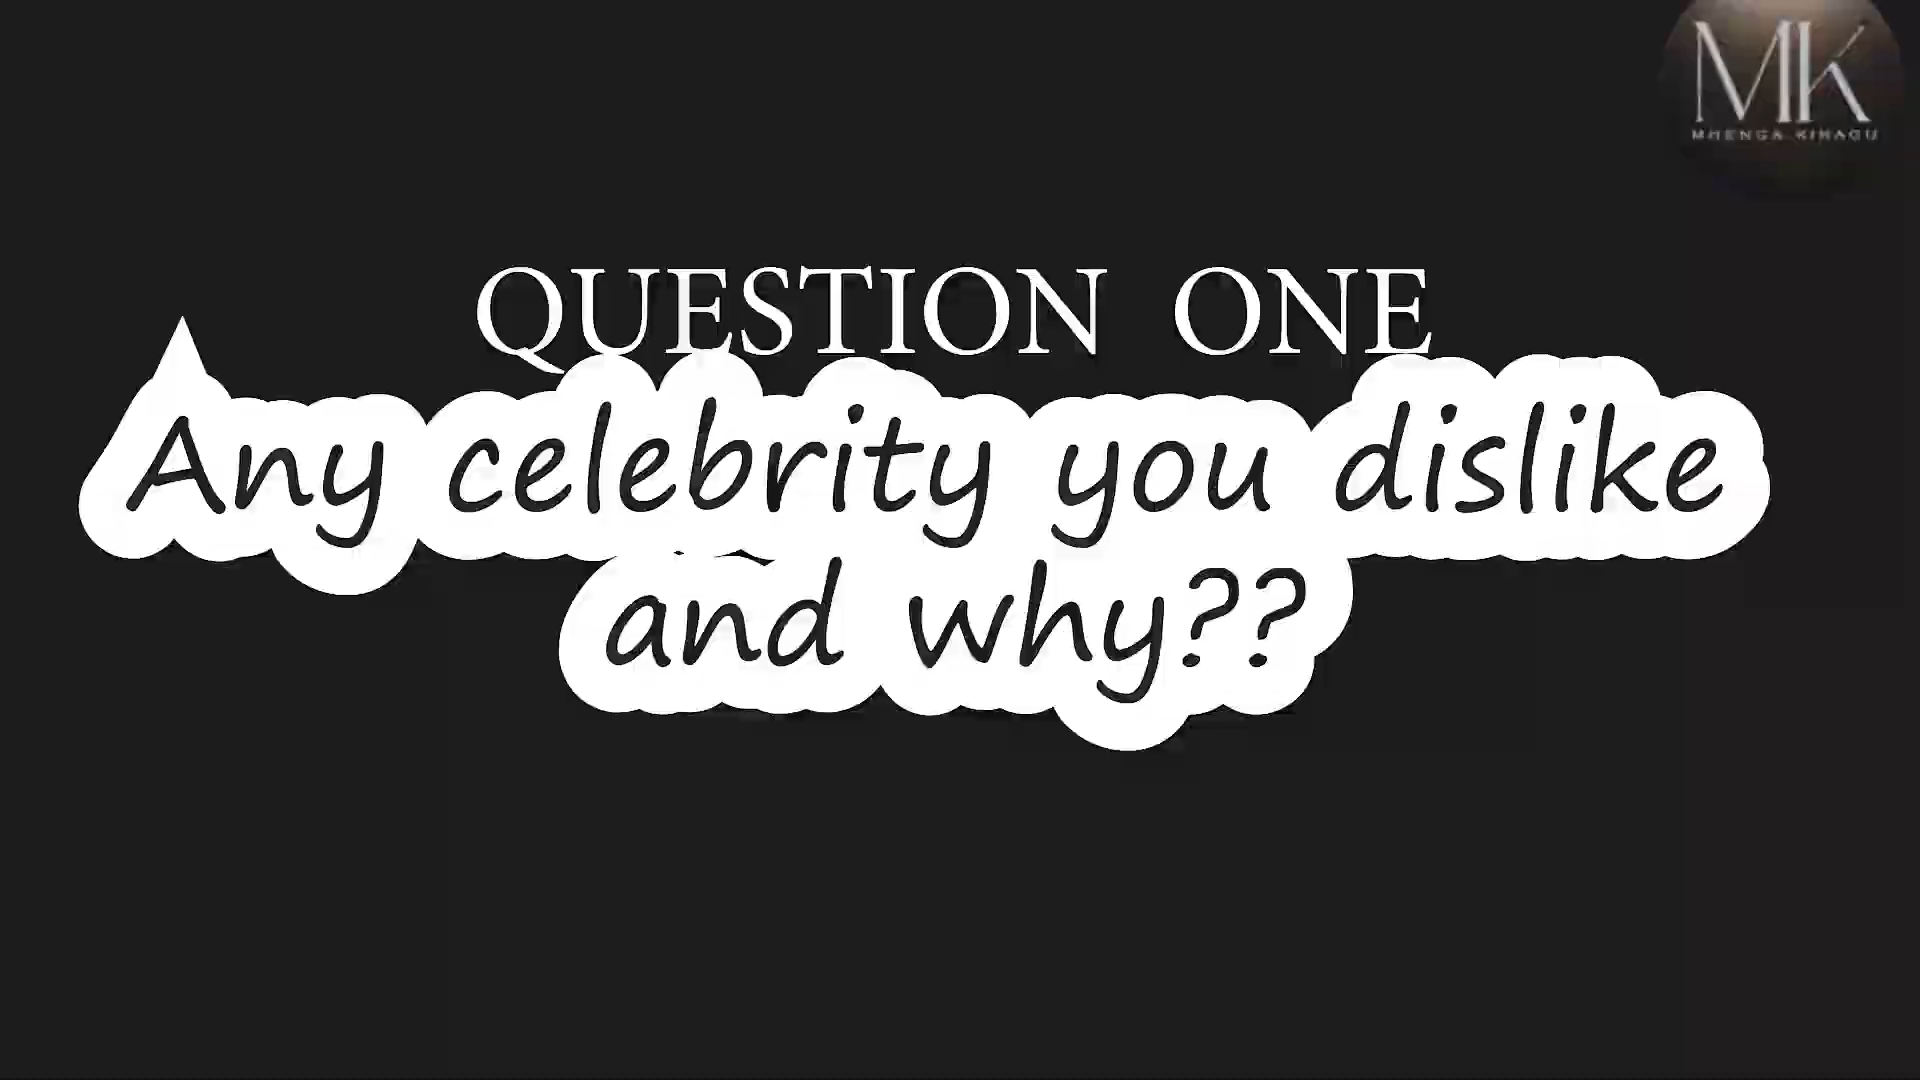 MK
MHENGA KIHAGU
QUESTION ONE
Any celebrity you dislike
and why??